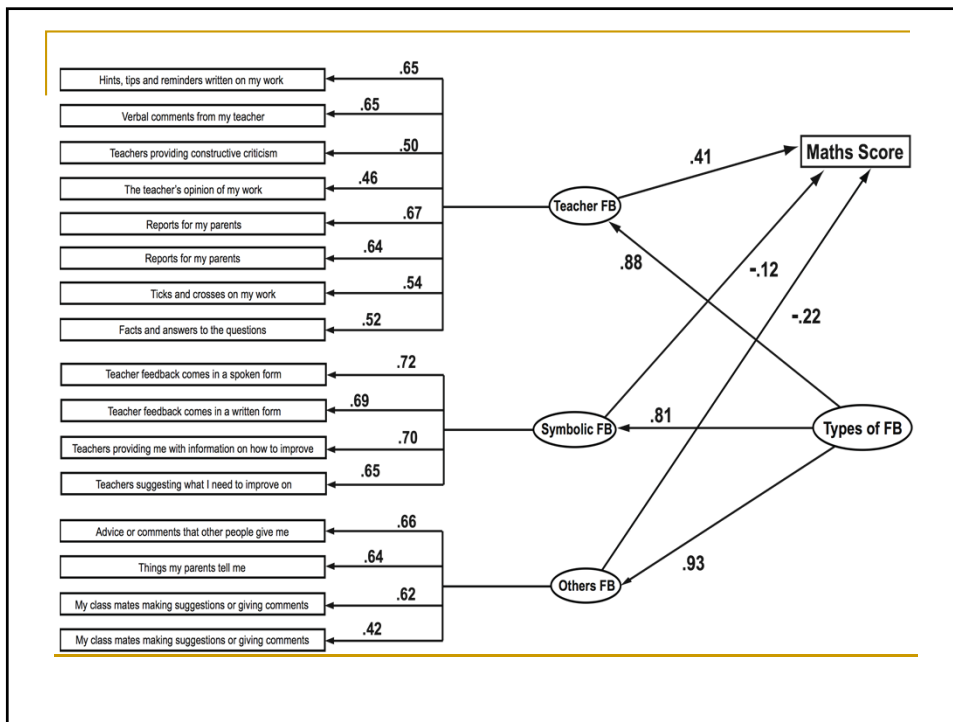 Hints, tips and reminders written on my work
.65
Verbal comments from my teacher
.65
Teachers providing constructive criticism
.50
The teacher's opinion of my work
.46
Reports for my parents
.67
Reports for my parents
.64
Ticks and crosses on my work
.54
Facts and answers to the questions
.52
Teacher feedback comes in a spoken form
.72
Teacher feedback comes in a written form
.69
Teachers providing me with information on how to improve
.70
Teachers suggesting what I need to improve on
.65
Advice or comments that other people give me
.66
Things my parents tell me
.64
My class mates making suggestions or giving comments
.62
My class mates making suggestions or giving comments
.42
Teacher FB
Symbolic FB
Others FB
.41
-.12
-.22
.88
.81
.93
Maths Score
Types of FB